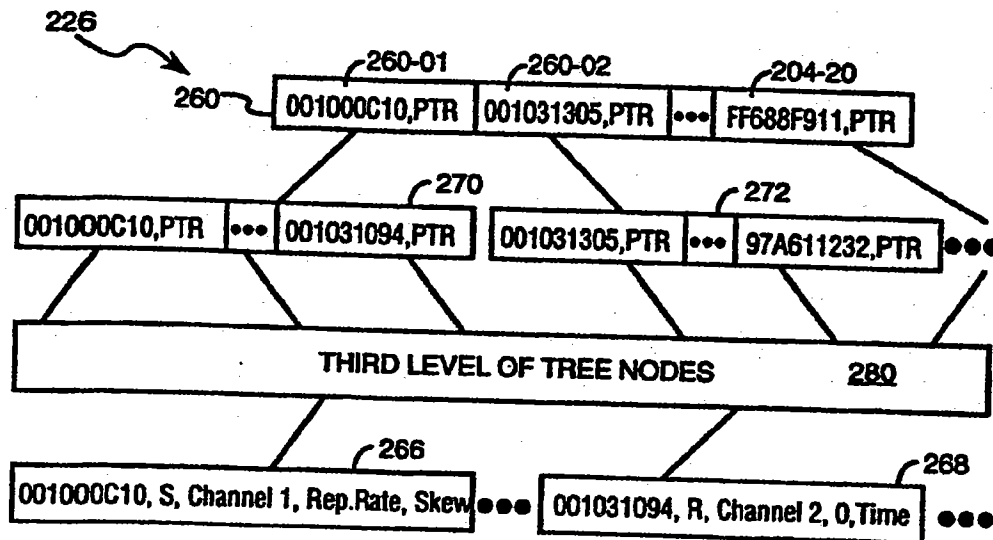 226
260-01 260-02 204-20
260
001000C10,PTR 001031305,PTR ••• FF688F911,PTR
270 272
001000C10,PTR ••• 001031094,PTR 001031305,PTR ••• 97A611232,PTR •••
THIRD LEVEL OF TREE NODES 280
266 268
001000C10, S, Channel 1, Rep.Rate, Skew ••• 001031094, R, Channel 2, 0,Time •••